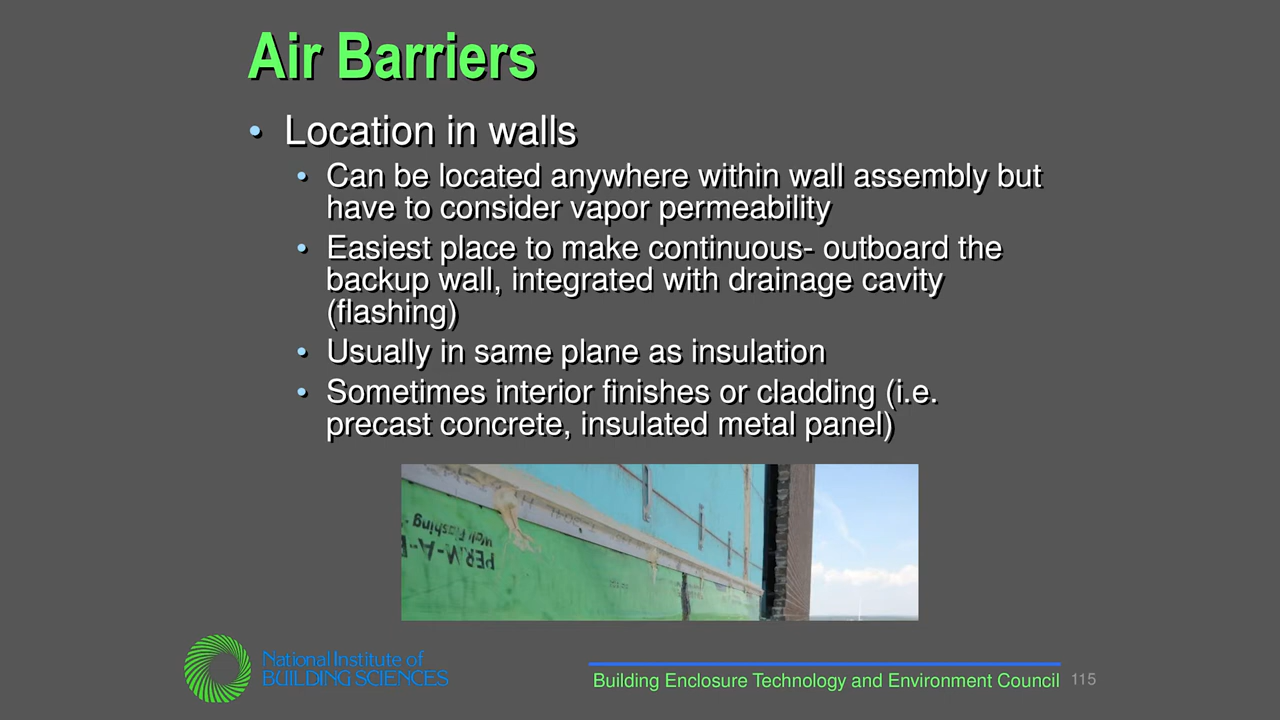 Air Barriers
• Location in walls
• Can be located anywhere within wall assembly but
have to consider vapor permeability
• Easiest place to make continuous- outboard the
backup wall, integrated with drainage cavity
(flashing)
• Usually in same plane as insulation
• Sometimes interior finishes or cladding (i.e.
precast concrete, insulated metal panel)
Wall Flashing
PERM-A-B
National Institute of
BUILDING SCIENCES
Building Enclosure Technology and Environment Council
115